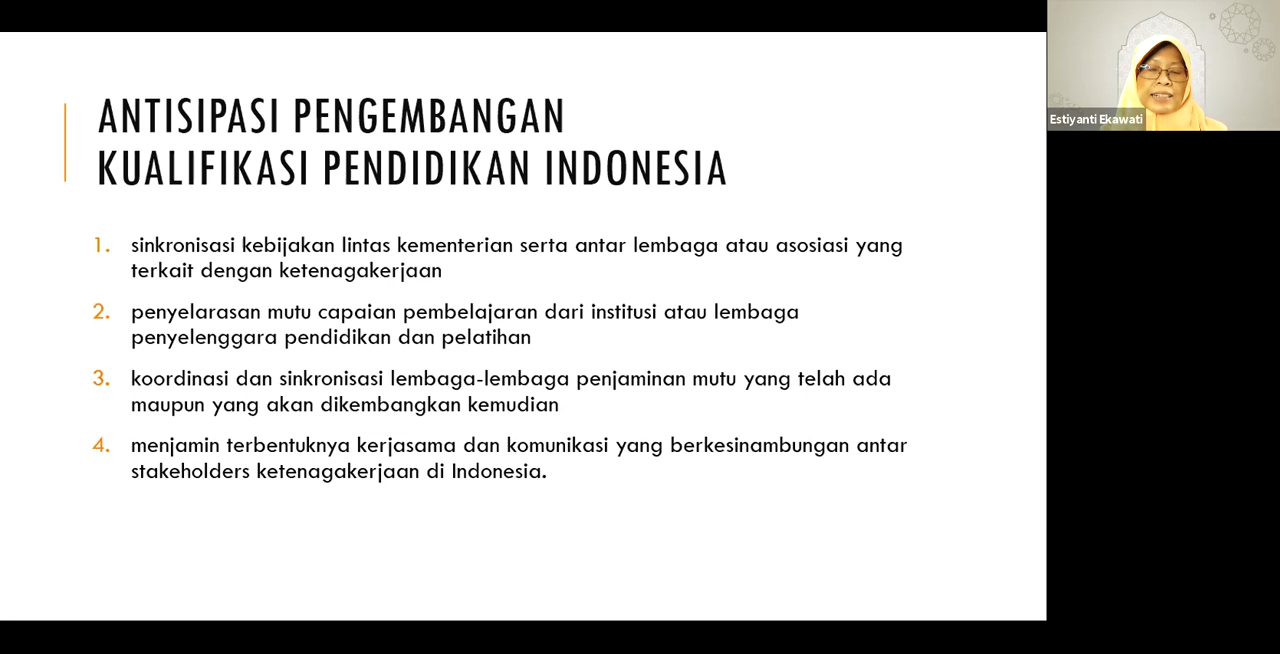 ANTISIPASI PENGEMBANGAN
KUALIFIKASI PENDIDIKAN INDONESIA
1. sinkronisasi kebijakan lintas kementerian serta antar lembaga atau asosiasi yang
terkait dengan ketenagakerjaan
2. penyelarasan mutu capaian pembelajaran dari institusi atau lembaga
penyelenggara pendidikan dan pelatihan
3. koordinasi dan sinkronisasi lembaga-lembaga penjaminan mutu yang telah ada
maupun yang akan dikembangkan kemudian
4. menjamin terbentuknya kerjasama dan komunikasi yang berkesinambungan antar
stakeholders ketenagakerjaan di Indonesia.
Estiyanti Ekawati